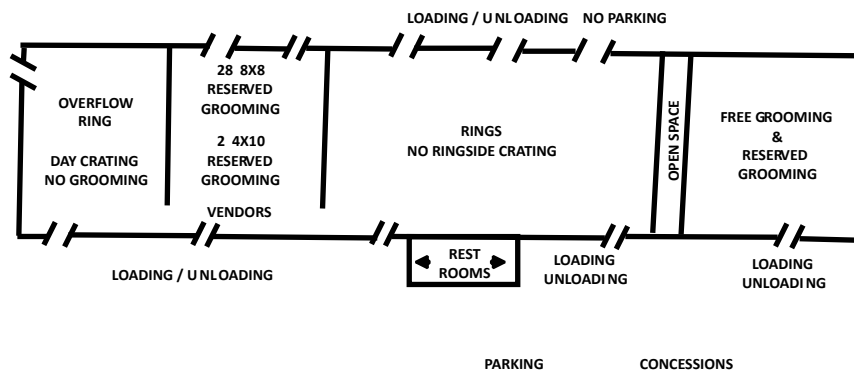 LOADING / UNLOADING NO PARKING
OVERFLOW
RING
DAY CRATING
NO GROOMING
28 8X8
RESERVED
GROOMING
2 4X10
RESERVED
GROOMING
VENDORS
RINGS
NO RINGSIDE CRATING
OPEN SPACE
FREE GROOMING
&
RESERVED
GROOMING
LOADING / UNLOADING
REST
ROOMS
LOADING
UNLOADING
LOADING
UNLOADING
PARKING
CONCESSIONS